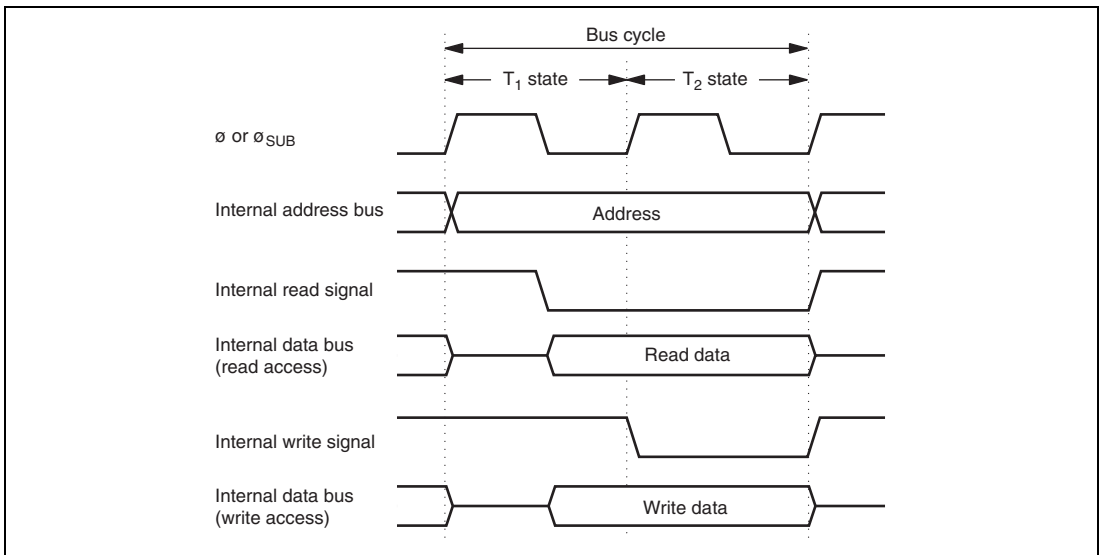 Bus cycle
T1 state
T2 state
ø or øSUB
Internal address bus
Address
Internal read signal
Internal data bus
(read access)
Read data
Internal write signal
Internal data bus
(write access)
Write data